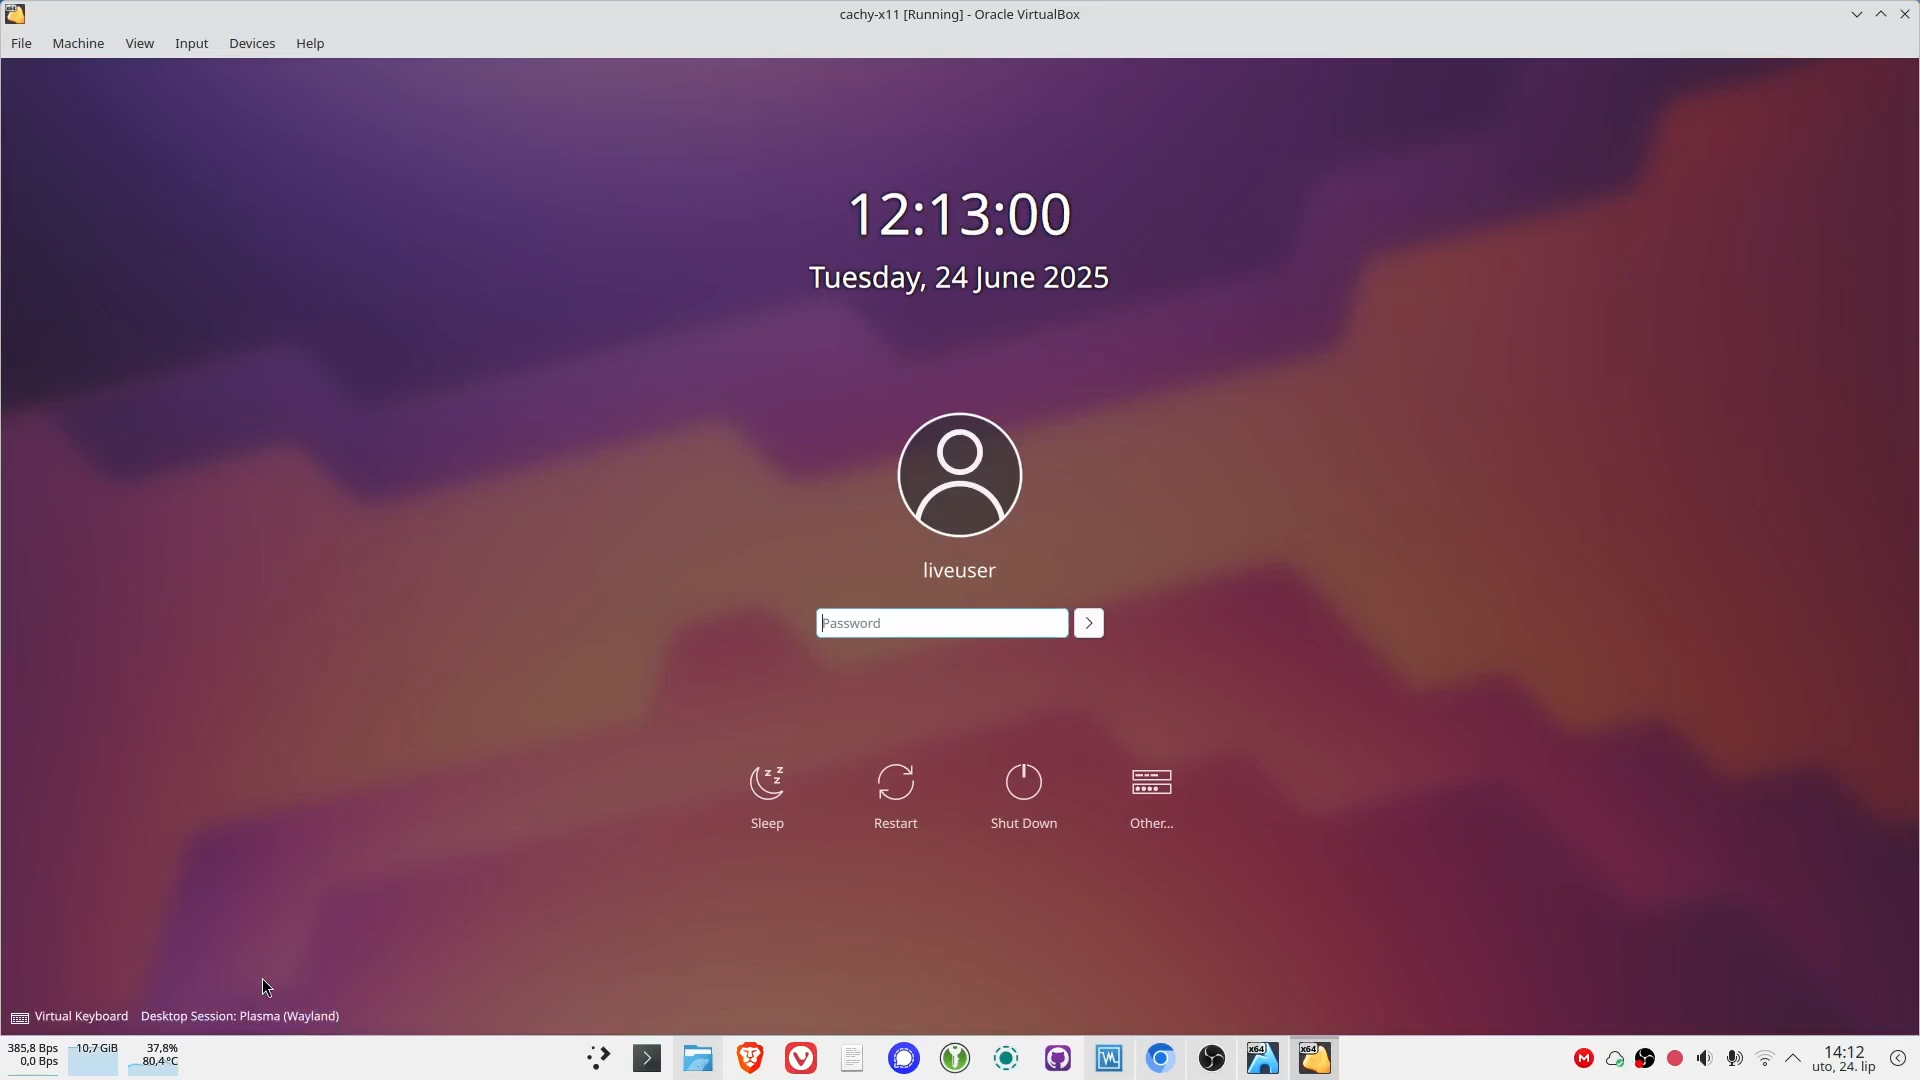 cachy-x11 [Running] - Oracle VirtualBox
File Machine View Input Devices Help
12:13:00
Tuesday, 24 June 2025
liveuser
Password
Sleep Restart Shut Down Other...
Virtual Keyboard Desktop Session: Plasma (Wayland)
385,8 Bps 10,7 GiB 37,8%
0,0 Bps 80,4°C
x64 x64
14:12
uto, 24. lip